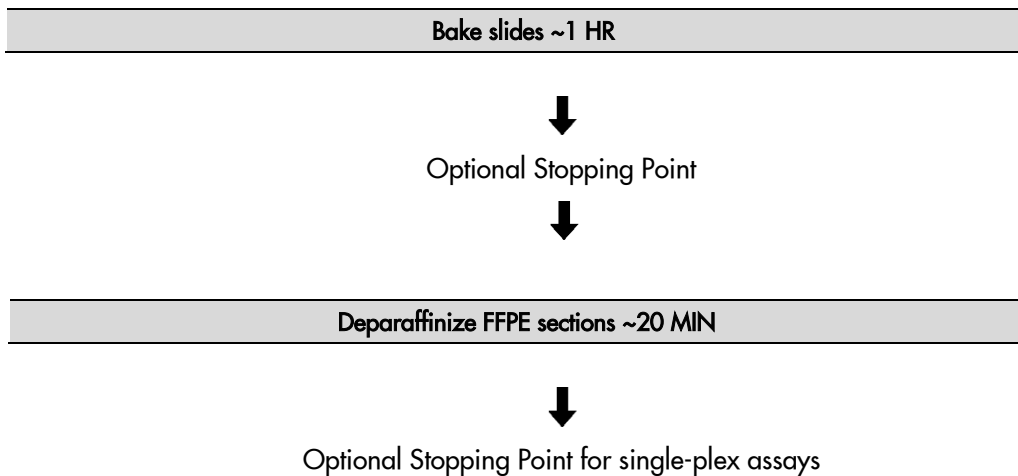 Bake slides ~1 HR
Optional Stopping Point
Deparaffinize FFPE sections ~20 MIN
Optional Stopping Point for single-plex assays